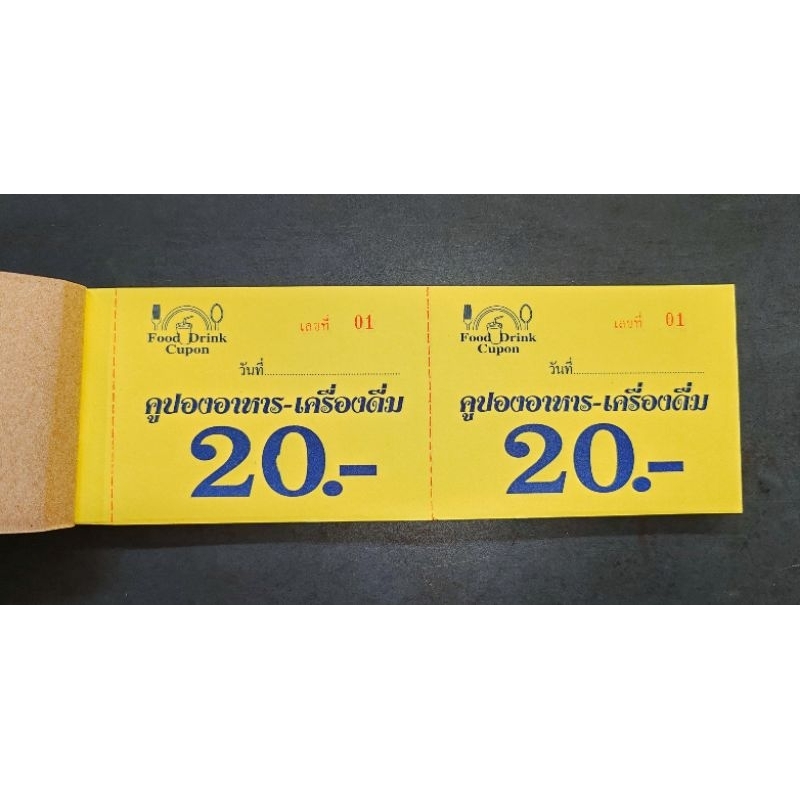 Food Drink
Cupon
เลขที่ 01
วันที่
คูปองอาหาร-เครื่องดื่ม
20.-
Food Drink
Cupon
เลขที่ 01
วันที่
คูปองอาหาร-เครื่องดื่ม
20.-